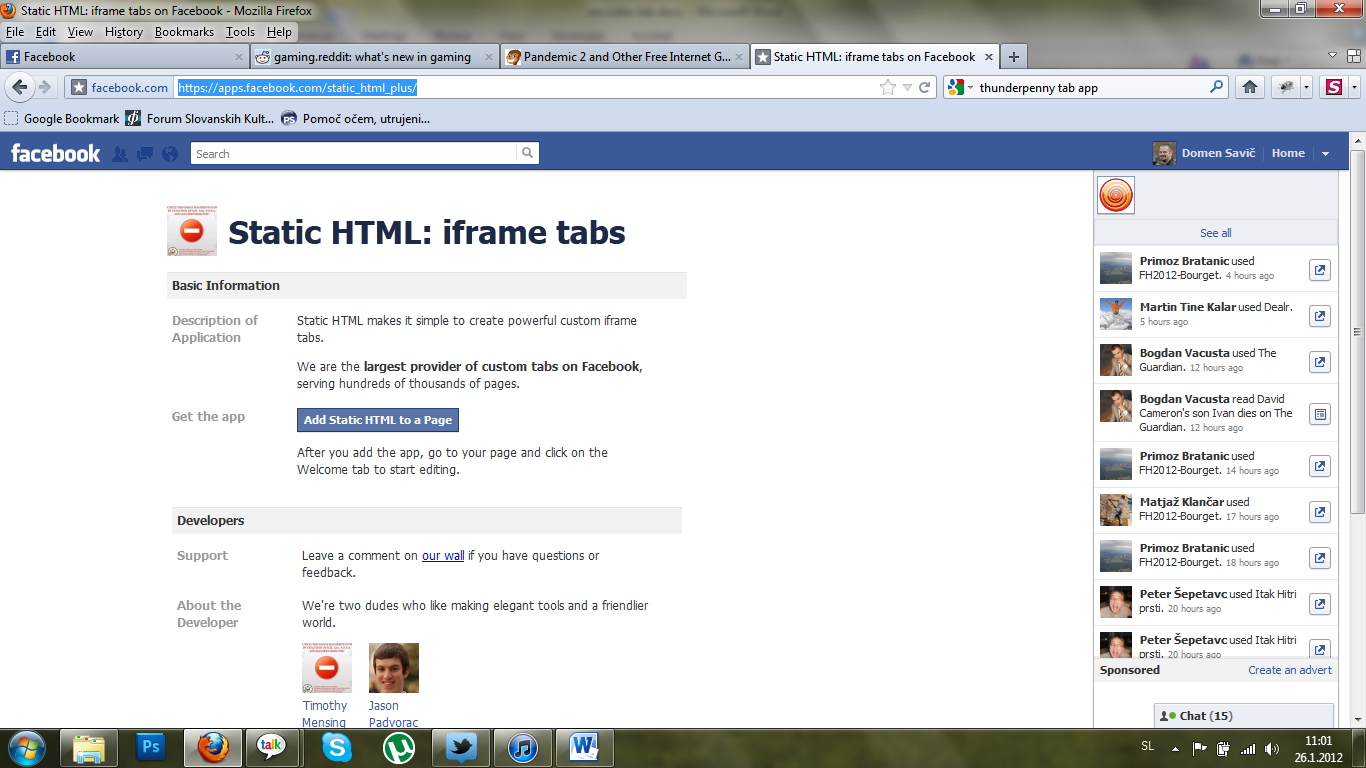 Static HTML: iframe tabs on Facebook - Mozilla Firefox
File Edit View History Bookmarks Tools Help
Facebook
gaming.reddit: what's new in gaming
Pandemic 2 and Other Free Internet G...
Static HTML: iframe tabs on Facebook
facebook.com https://apps.facebook.com/static_html_plus/
thunderpenny tab app
Google Bookmark Forum Slovanskih Kult... Pomoč očem, utrujeni...
facebook
Search
Domen Savič Home
Static HTML: iframe tabs
Basic Information
Description of
Application
Static HTML makes it simple to create powerful custom iframe
tabs.
We are the largest provider of custom tabs on Facebook,
serving hundreds of thousands of pages.
Get the app
Add Static HTML to a Page
After you add the app, go to your page and click on the
Welcome tab to start editing.
Developers
Support
Leave a comment on our wall if you have questions or
feedback.
About the
Developer
We're two dudes who like making elegant tools and a friendlier
world.
Timothy
Mensing
Jason
Padvorac
See all
Primoz Bratanic used
FH2012-Bourget. 4 hours ago
Martin Tine Kalar used Dealr.
5 hours ago
Bogdan Vacusta used The
Guardian. 12 hours ago
Bogdan Vacusta read David
Cameron's son Ivan dies on The
Guardian. 12 hours ago
Primoz Bratanic used
FH2012-Bourget. 14 hours ago
Matjaž Klančar used
FH2012-Bourget. 17 hours ago
Primoz Bratanic used
FH2012-Bourget. 18 hours ago
Peter Šepetavc used Itak Hitri
prsti. 20 hours ago
Peter Šepetavc used Itak Hitri
prsti. 20 hours ago
Sponsored Create an advert
Chat (15)
Ps
talk
SL
11:01
26.1.2012